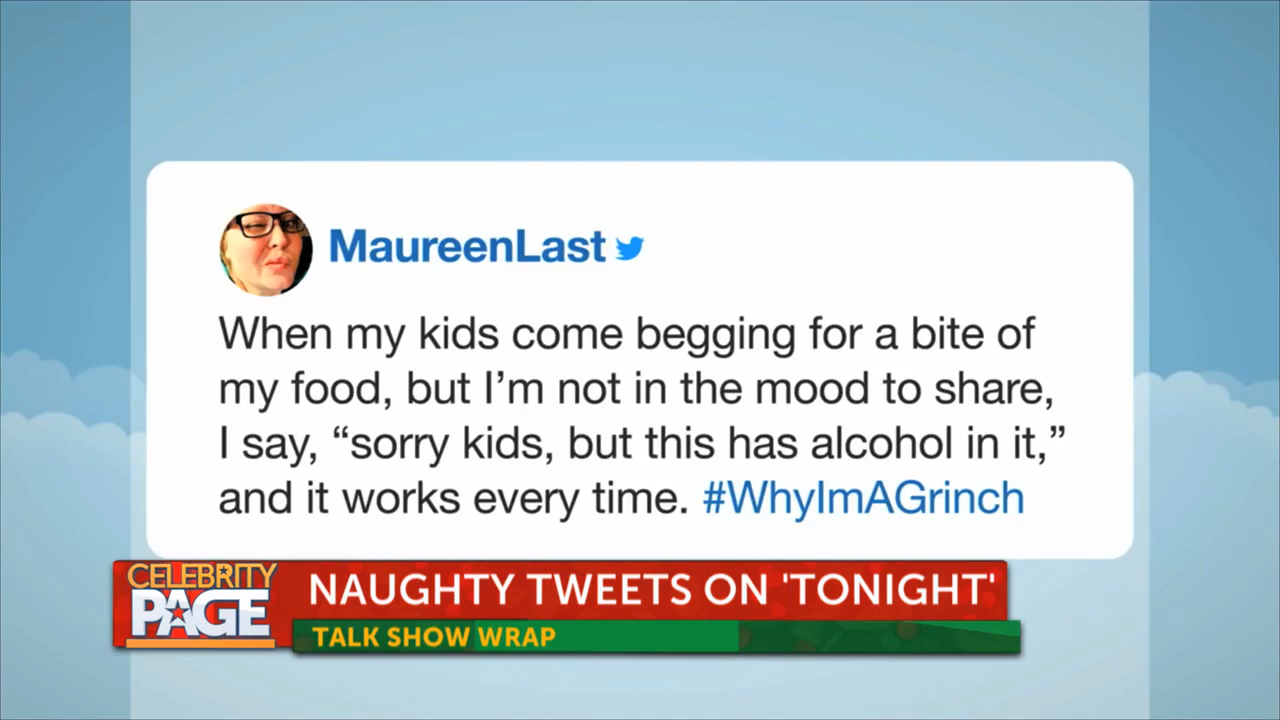 MaureenLast
When my kids come begging for a bite of
my food, but I’m not in the mood to share,
I say, “sorry kids, but this has alcohol in it,”
and it works every time. #WhyImAGrinch
CELEBRITY
PAGE
NAUGHTY TWEETS ON 'TONIGHT'
TALK SHOW WRAP